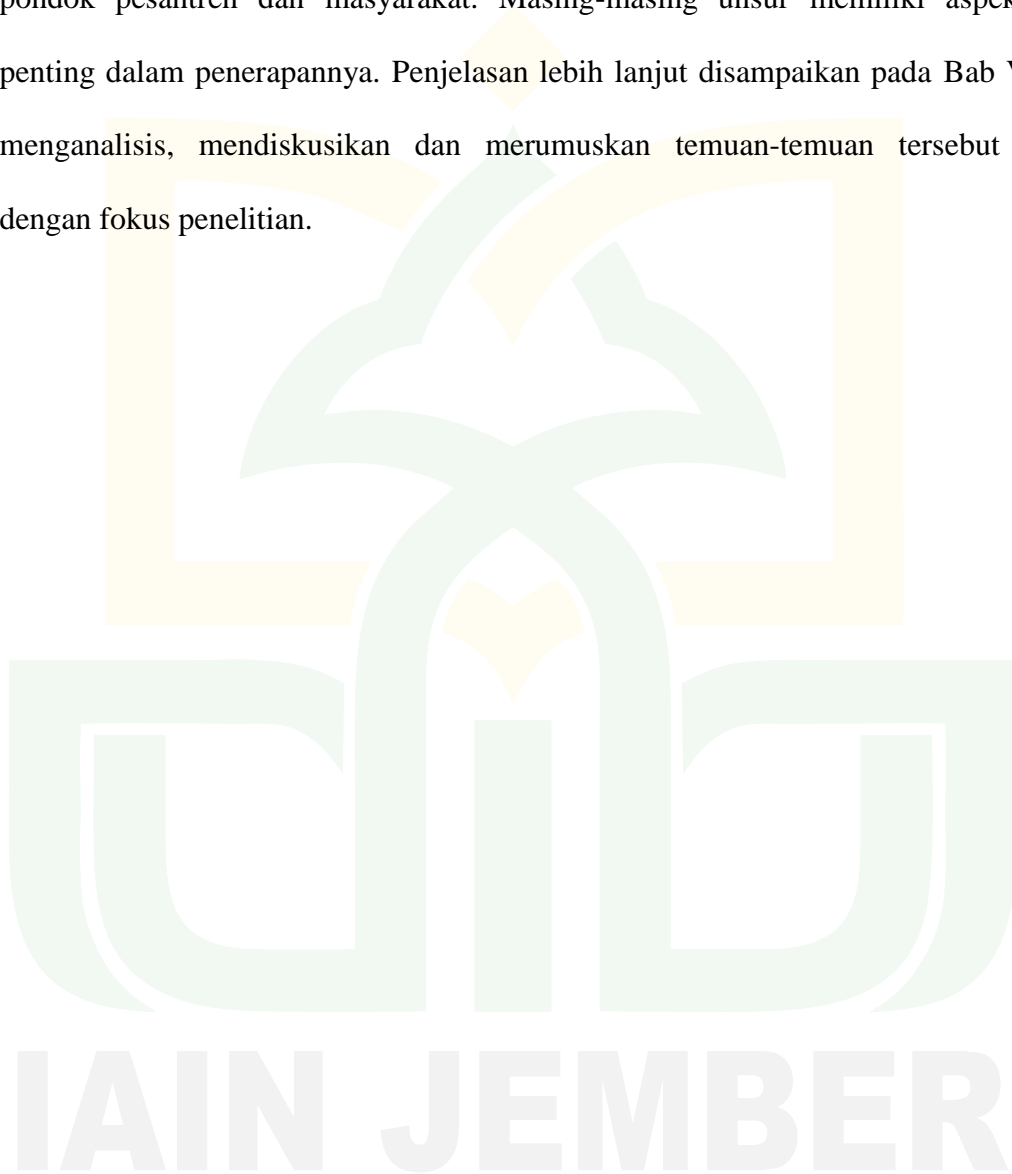 pondok pesantren dan masyarakat. Masing-masing unsur memiliki aspek
penting dalam penerapannya. Penjelasan lebih lanjut disampaikan pada Bab V
menganalisis, mendiskusikan dan merumuskan temuan-temuan tersebut
dengan fokus penelitian.
IAIN JEMBER